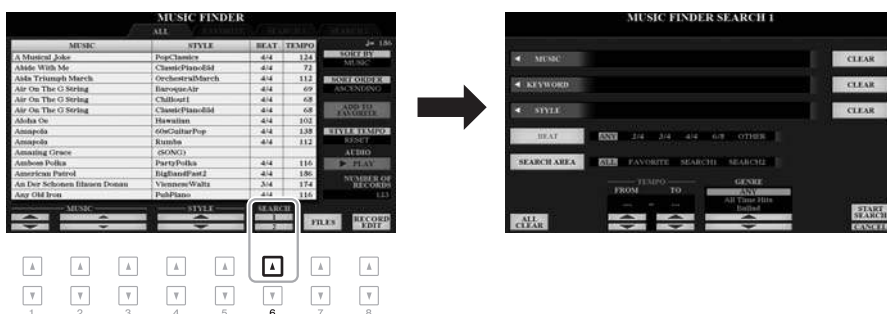 MUSIC FINDER
ALL FAVORITE SEARCH 1 SEARCH 2
MUSIC STYLE BEAT TEMPO
♩= 186
A Musical Joke PopClassics 4/4 124
Abide With Me ClassicPianoBld 4/4 72
Aida Triumph March OrchestralMarch 4/4 112
Air On The G String BaroqueAir 4/4 69
Air On The G String Chillout1 4/4 68
Air On The G String ClassicPianoBld 4/4 68
Aloha Oe Hawaiian 4/4 102
Amapola 60sGuitarPop 4/4 138
Amapola Rumba 4/4 112
Amazing Grace (SONG)
Amboss Polka PartyPolka 4/4 116
American Patrol BigBandFast2 4/4 186
An Der Schonen Blauen Donau VienneseWaltz 3/4 174
Any Old Iron PubPiano 4/4 116
SORT BY
MUSIC
SORT ORDER
ASCENDING
ADD TO
FAVORITE
STYLE TEMPO
RESET
AUDIO
PLAY
NUMBER OF
RECORDS
123
MUSIC STYLE SEARCH
1
2
FILES
RECORD
EDIT
1 2 3 4 5 6 7 8
MUSIC FINDER SEARCH 1
MUSIC CLEAR
KEYWORD CLEAR
STYLE CLEAR
BEAT ANY 2/4 3/4 4/4 6/8 OTHER
SEARCH AREA ALL FAVORITE SEARCH1 SEARCH2
TEMPO GENRE
FROM TO
--- - ---
ANY
All Time Hits
Ballad
ALL
CLEAR
START
SEARCH
CANCEL